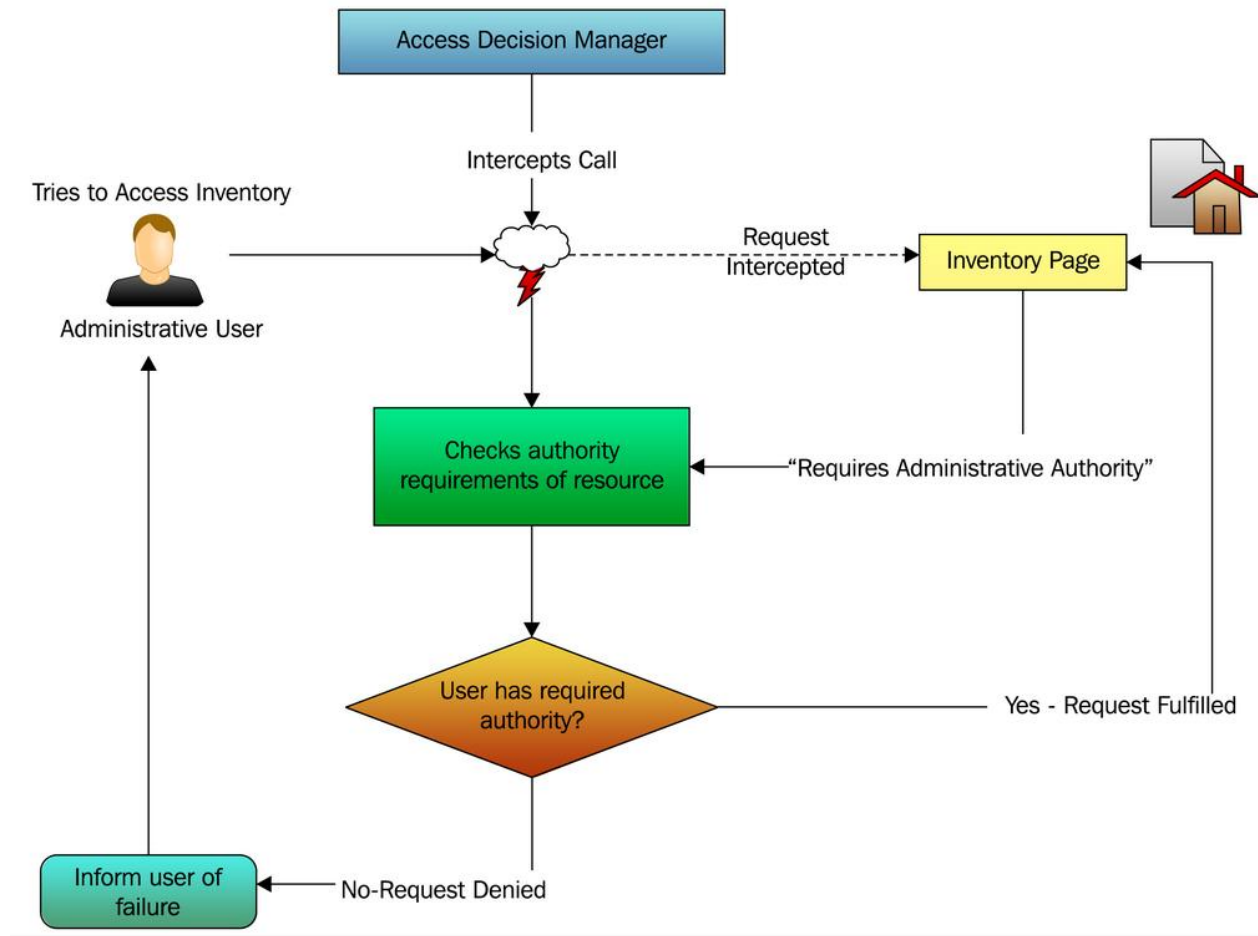 Access Decision Manager
Intercepts Call
Tries to Access Inventory
Administrative User
Request
Intercepted
Inventory Page
Checks authority
requirements of resource
“Requires Administrative Authority”
User has required
authority?
Yes - Request Fulfilled
No-Request Denied
Inform user of
failure